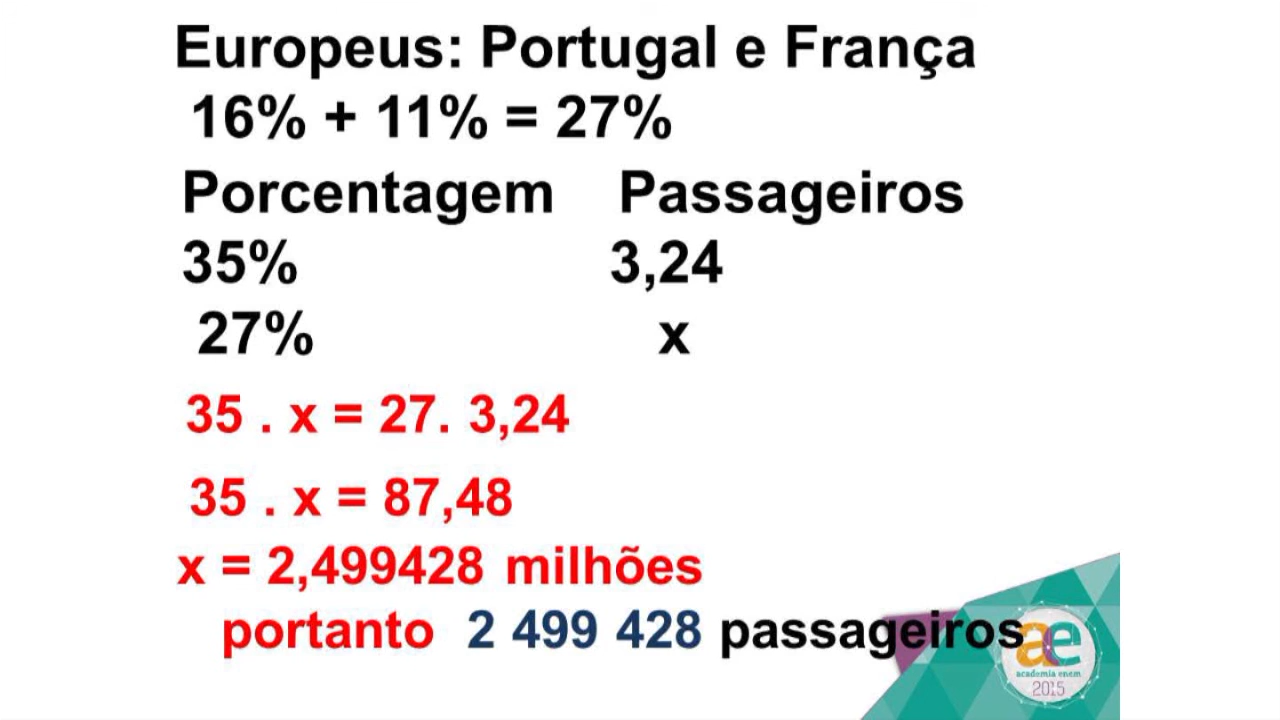 Europeus: Portugal e França
16% + 11% = 27%
Porcentagem Passageiros
35% 3,24
27% x
35 . x = 27. 3,24
35 . x = 87,48
x = 2,499428 milhões
portanto 2 499 428 passageiros
ae
academia enem
2015